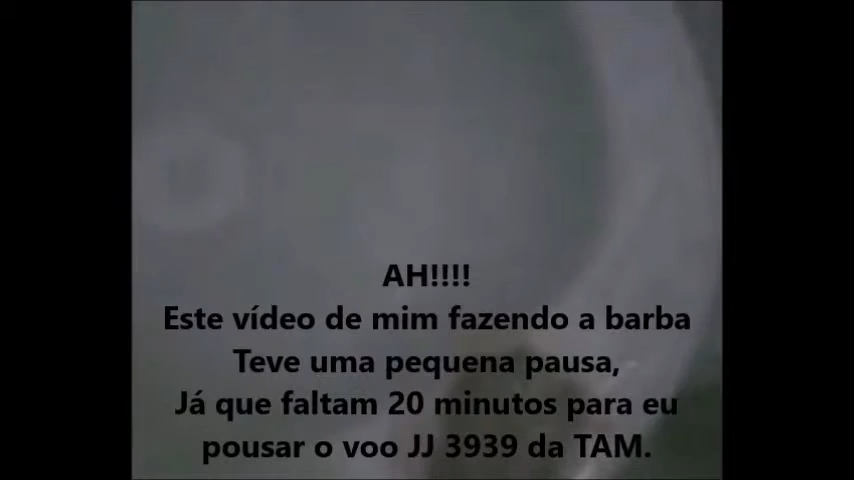 AH!!!!
Este vídeo de mim fazendo a barba
Teve uma pequena pausa,
Já que faltam 20 minutos para eu
pousar o voo JJ 3939 da TAM.